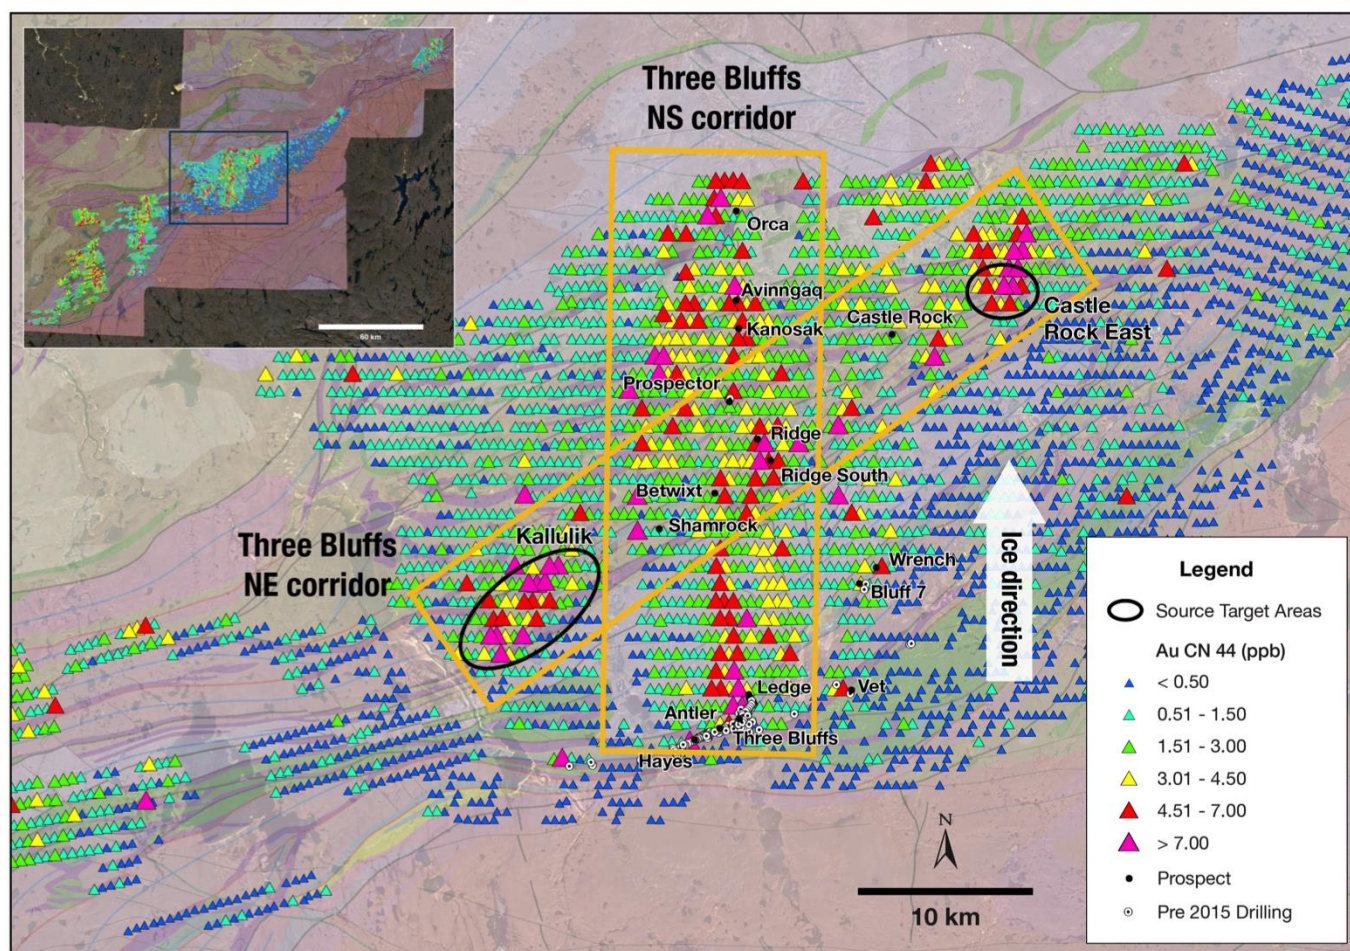 60 km
Three Bluffs
NS corridor
Orca
Avinngaq
Kanosak
Castle Rock
Castle
Rock East
Prospector
Ridge
Ridge South
Betwixt
Shamrock
Three Bluffs
NE corridor
Kallulik
Wrench
Bluff 7
Ice direction
Ledge
Vet
Antler
Three Bluffs
Hayes
N
10 km
Legend
Source Target Areas
Au CN 44 (ppb)
< 0.50
0.51 - 1.50
1.51 - 3.00
3.01 - 4.50
4.51 - 7.00
> 7.00
Prospect
Pre 2015 Drilling